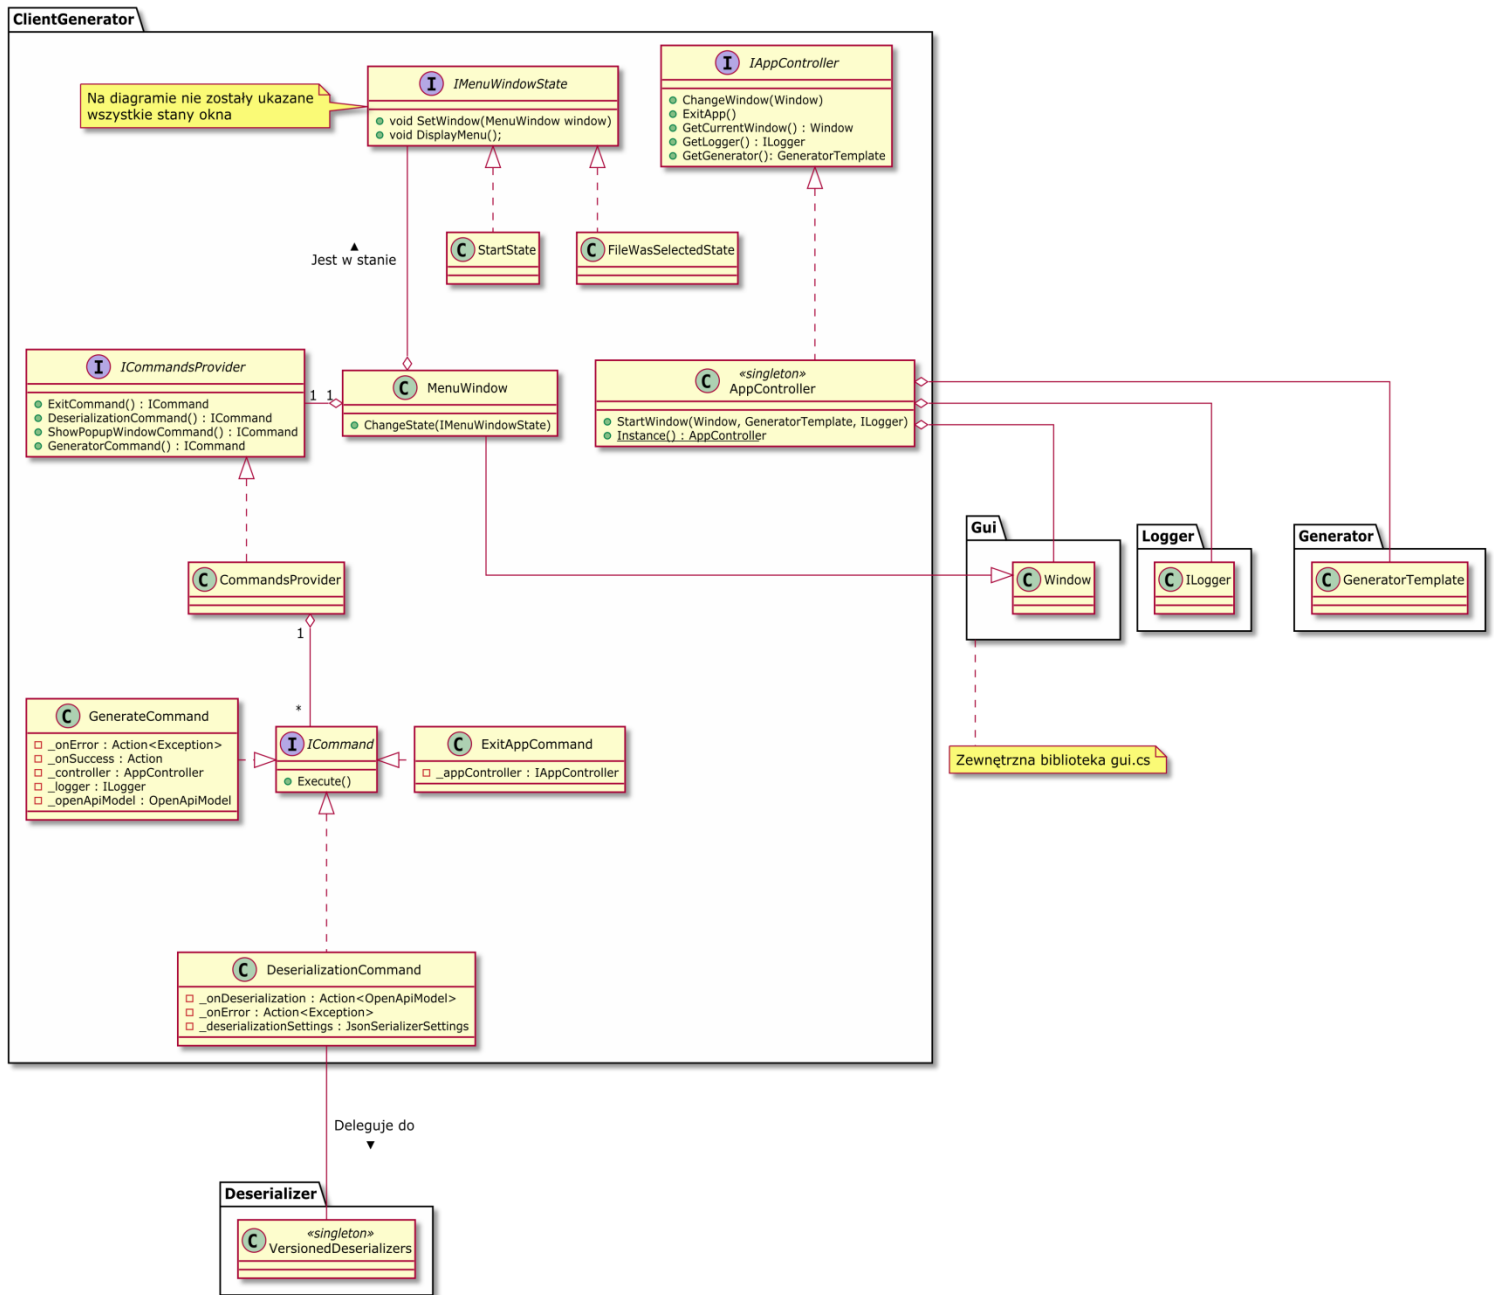 ClientGenerator
IAppController
ChangeWindow(Window)
ExitApp()
GetCurrentWindow() : Window
GetLogger() : ILogger
GetGenerator(): GeneratorTemplate
IMenuWindowState
void SetWindow(MenuWindow window)
void DisplayMenu();
Na diagramie nie zostały ukazane
wszystkie stany okna
StartState
FileWasSelectedState
Jest w stanie
ICommandsProvider
ExitCommand() : ICommand
DeserializationCommand() : ICommand
ShowPopupWindowCommand() : ICommand
GeneratorCommand() : ICommand
1 1
MenuWindow
ChangeState(IMenuWindowState)
«singleton»
AppController
StartWindow(Window, GeneratorTemplate, ILogger)
Instance() : AppController
Gui
Window
Logger
ILogger
Generator
GeneratorTemplate
CommandsProvider
1
*
GenerateCommand
_onError : Action<Exception>
_onSuccess : Action
_controller : AppController
_logger : ILogger
_openApiModel : OpenApiModel
ICommand
Execute()
ExitAppCommand
_appController : IAppController
Zewnętrzna biblioteka gui.cs
DeserializationCommand
_onDeserialization : Action<OpenApiModel>
_onError : Action<Exception>
_deserializationSettings : JsonSerializerSettings
Deleguje do
Deserializer
«singleton»
VersionedDeserializers